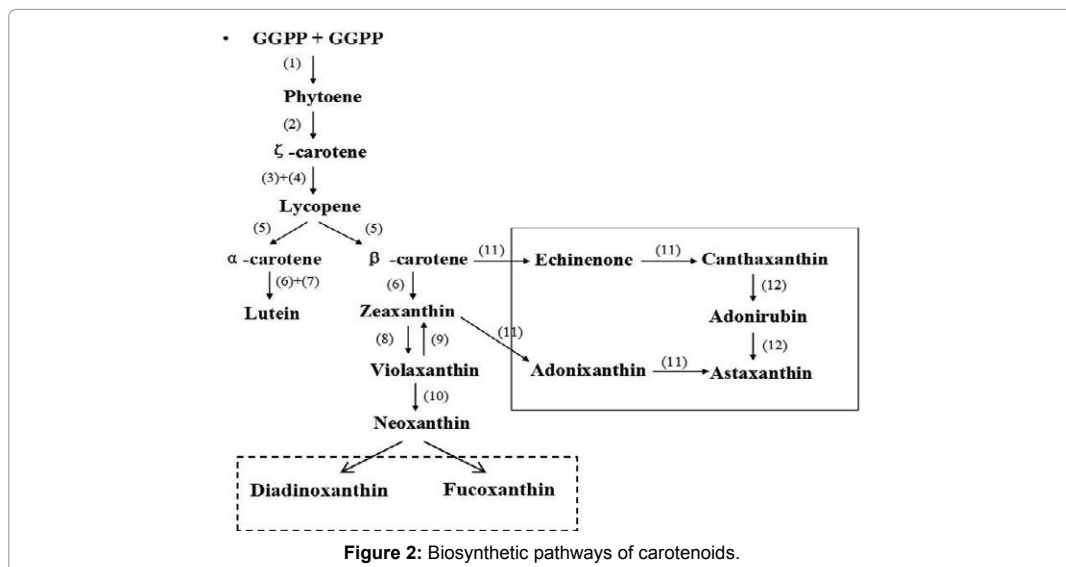 • GGPP + GGPP
(1)
Phytoene
(2)
ζ -carotene
(3)+(4)
Lycopene
(5) (5)
α -carotene β -carotene (11) Echinenone (11) Canthaxanthin
(6)+(7) (6) (12)
Lutein Zeaxanthin Adonirubin
(8) (9) (11) (12)
Violaxanthin Adonixanthin (11) Astaxanthin
(10)
Neoxanthin
Diadinoxanthin Fucoxanthin
Figure 2: Biosynthetic pathways of carotenoids.